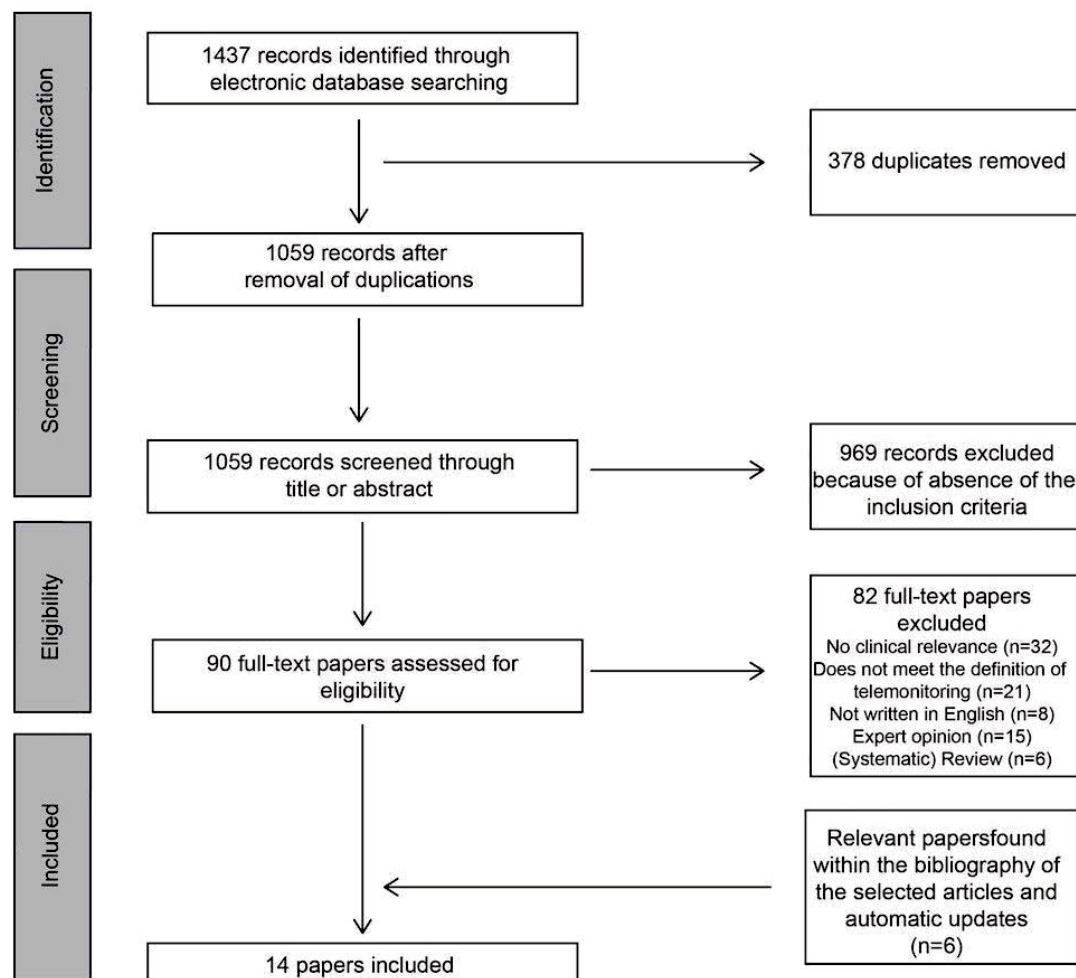 Identification
1437 records identified through
electronic database searching
378 duplicates removed
1059 records after
removal of duplications
Screening
1059 records screened through
title or abstract
969 records excluded
because of absence of the
inclusion criteria
Eligibility
90 full-text papers assessed for
eligibility
82 full-text papers
excluded
No clinical relevance (n=32)
Does not meet the definition of
telemonitoring (n=21)
Not written in English (n=8)
Expert opinion (n=15)
(Systematic) Review (n=6)
Included
Relevant papersfound
within the bibliography of
the selected articles and
automatic updates
(n=6)
14 papers included